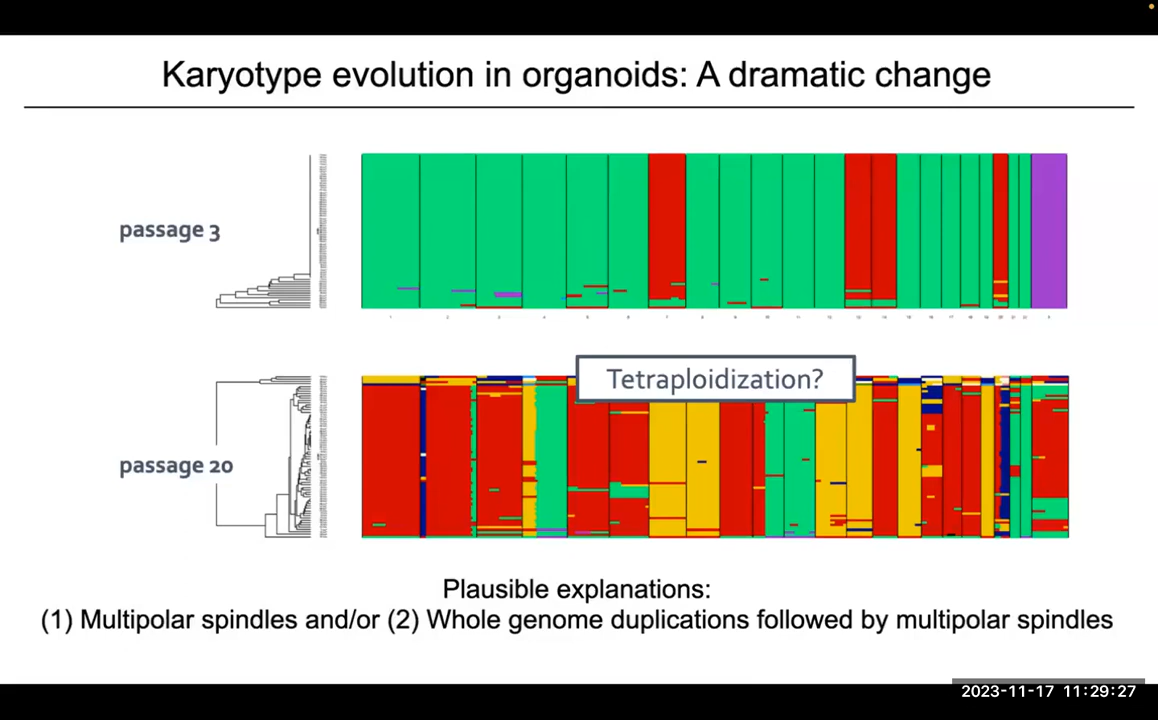 Karyotype evolution in organoids: A dramatic change
passage 3
Tetraploidization?
passage 20
Plausible explanations:
(1) Multipolar spindles and/or (2) Whole genome duplications followed by multipolar spindles
2023-11-17 11:29:27